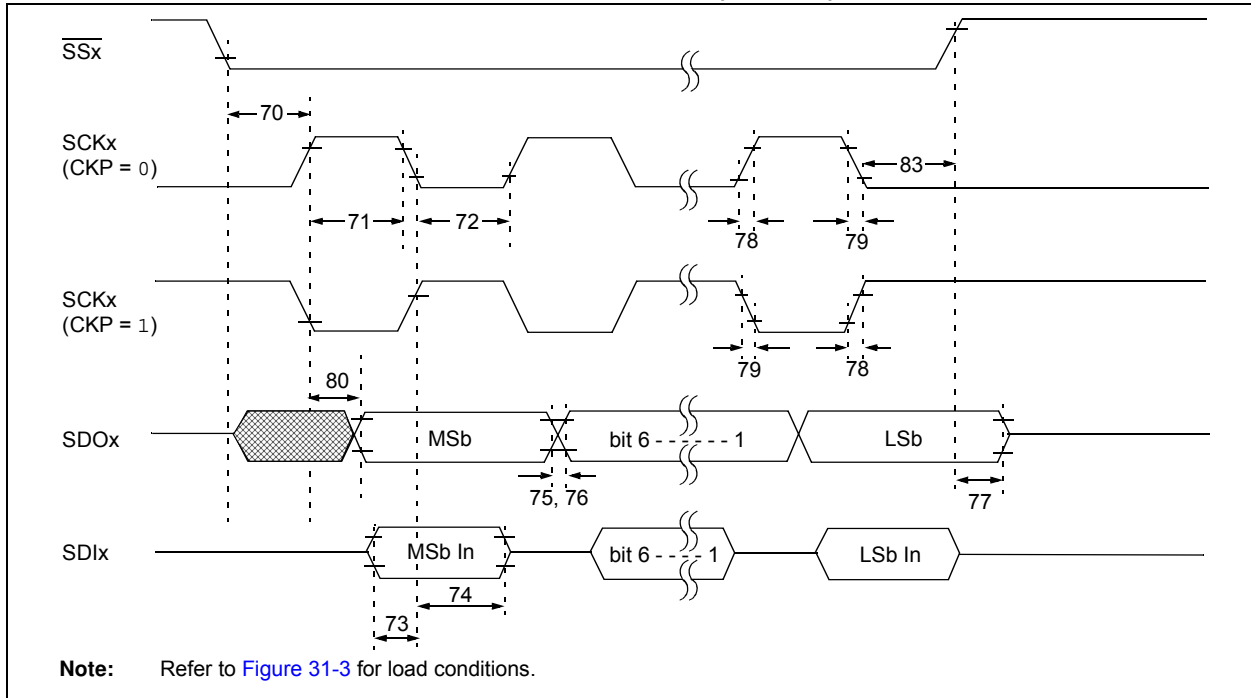 SSx
70
SCKx
(CKP = 0)
83
71
72
78
79
SCKx
(CKP = 1)
79
78
80
SDOx
MSb
bit 6 - - - - - - 1
LSb
75, 76
77
SDIx
MSb In
bit 6 - - - - 1
LSb In
74
73
Note: Refer to Figure 31-3 for load conditions.